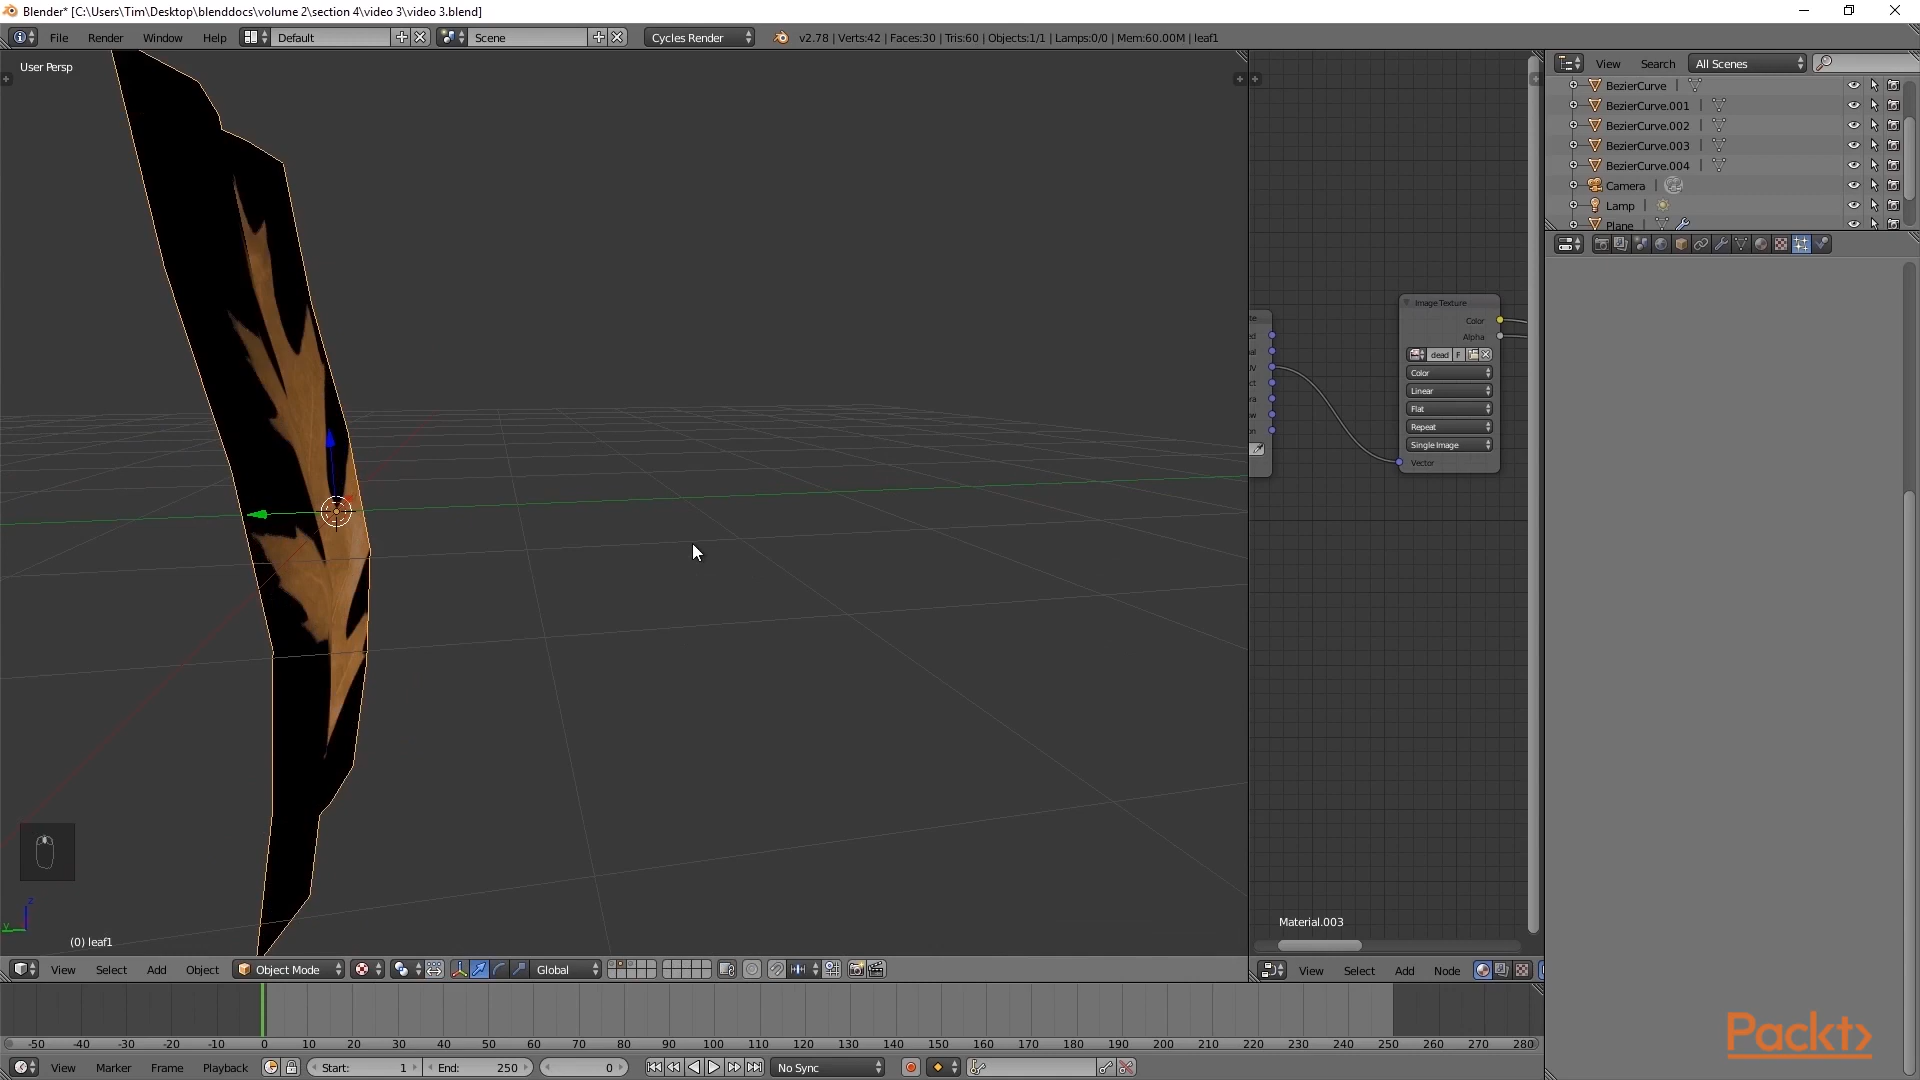 Blender* [C:\Users\Tim\Desktop\blenddocs\volume 2\section 4\video 3\video 3.blend]
File Render Window Help Default Scene Cycles Render v2.78 | Verts:42 | Faces:30 | Tris:60 | Objects:1/1 | Lamps:0/0 | Mem:60.00M | leaf1
User Persp
View Search All Scenes
BezierCurve
BezierCurve.001
BezierCurve.002
BezierCurve.003
BezierCurve.004
Camera
Lamp
Plane
Image Texture
Color
Alpha
dead F
Color
Linear
Flat
Repeat
Single Image
Vector
Material.003
(0) leaf1
View Select Add Object Object Mode Global
View Select Add Node
-50 -40 -30 -20 -10 0 10 20 30 40 50 60 70 80 90 100 110 120 130 140 150 160 170 180 190 200 210 220 230 240 250 260 270 280
View Marker Frame Playback Start: 1 End: 250 0 No Sync
Packt>